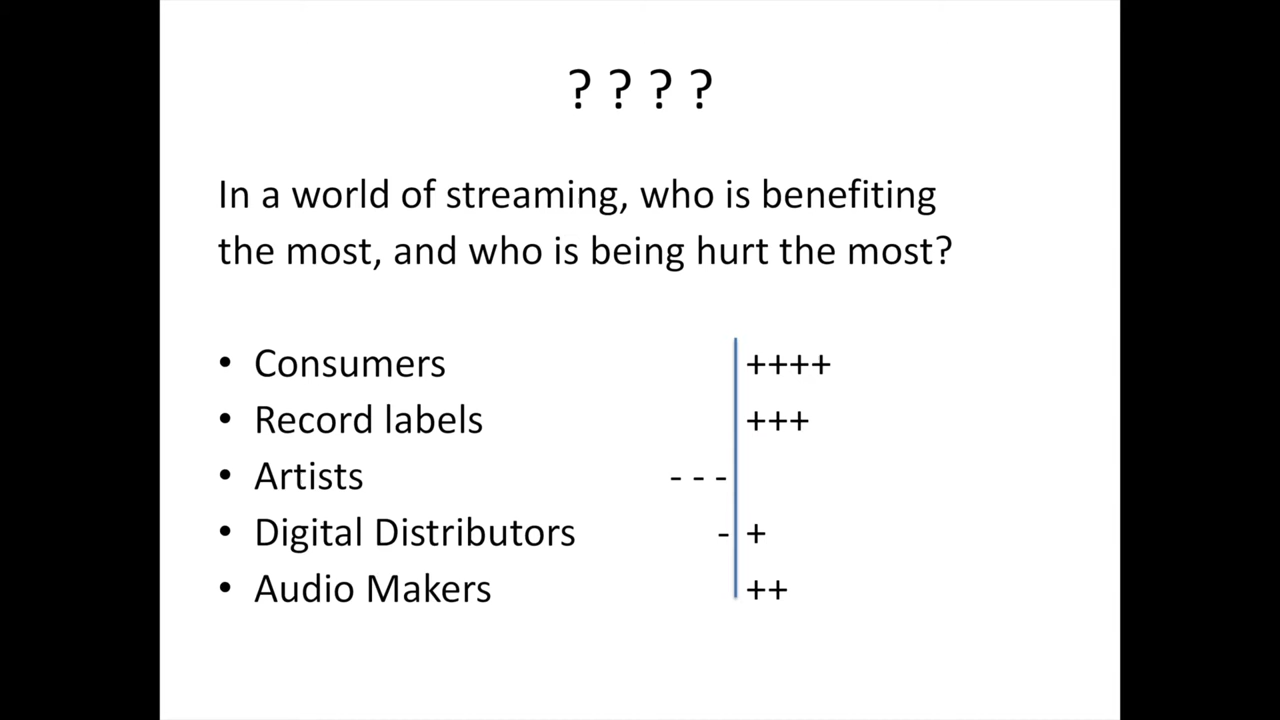 ? ? ? ?
In a world of streaming, who is benefiting
the most, and who is being hurt the most?
• Consumers ++++
• Record labels +++
• Artists - - -
• Digital Distributors - +
• Audio Makers ++